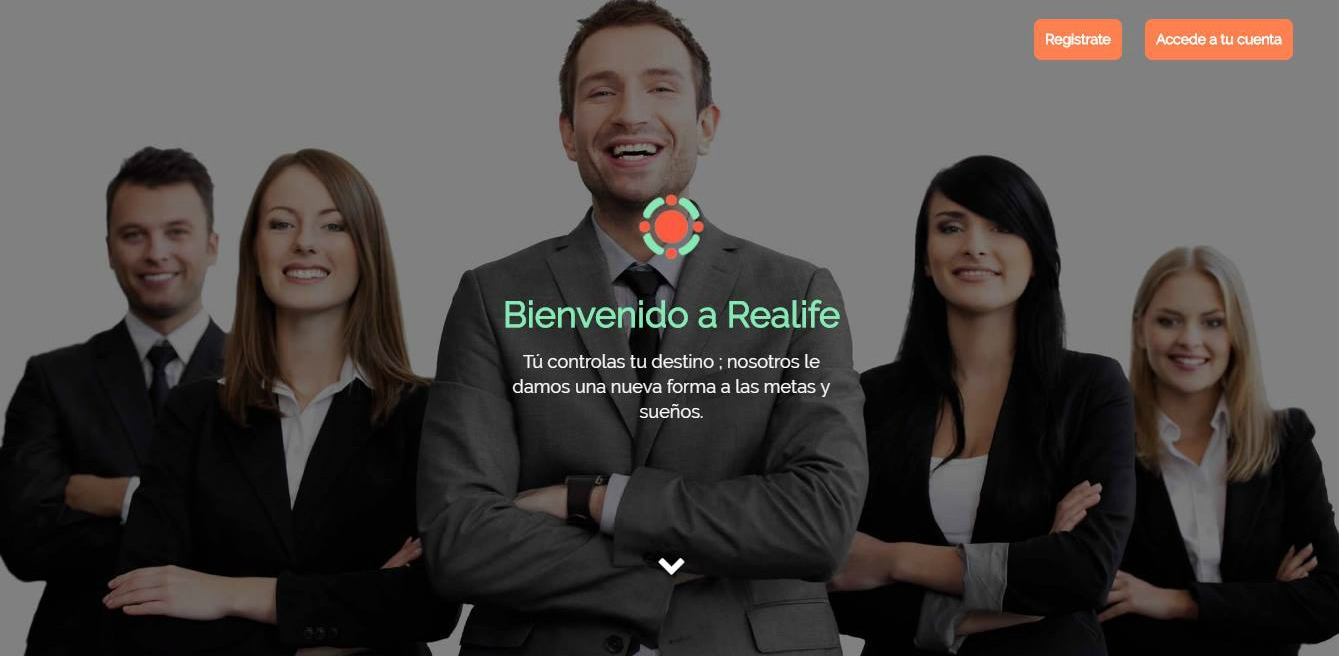 Registrate
Accede a tu cuenta
Bienvenido a Realife
Tú controlas tu destino ; nosotros le
damos una nueva forma a las metas y
sueños.